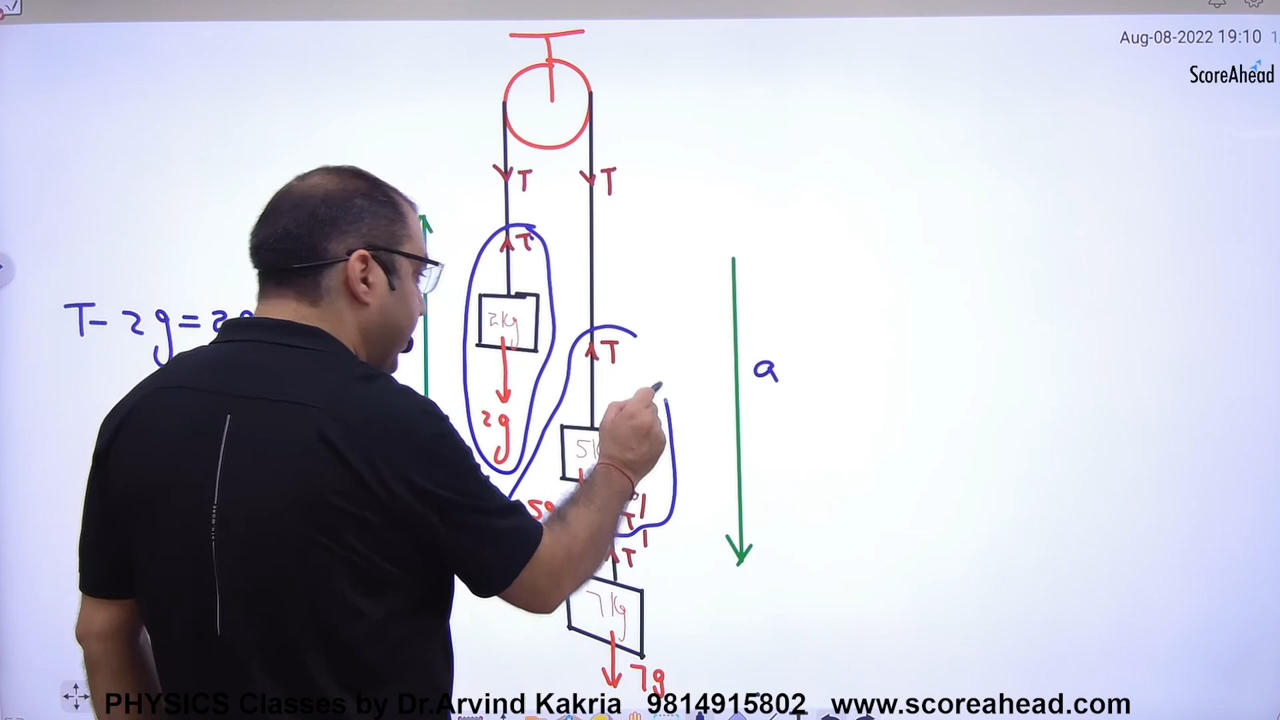 Aug-08-2022 19:10
ScoreAhead
T
T
T
T- 2g=
2kg
T
a
2g
T'
T'
7kg
7g
PHYSICS Classes by Dr.Arvind Kakria 9814915802 www.scoreahead.com